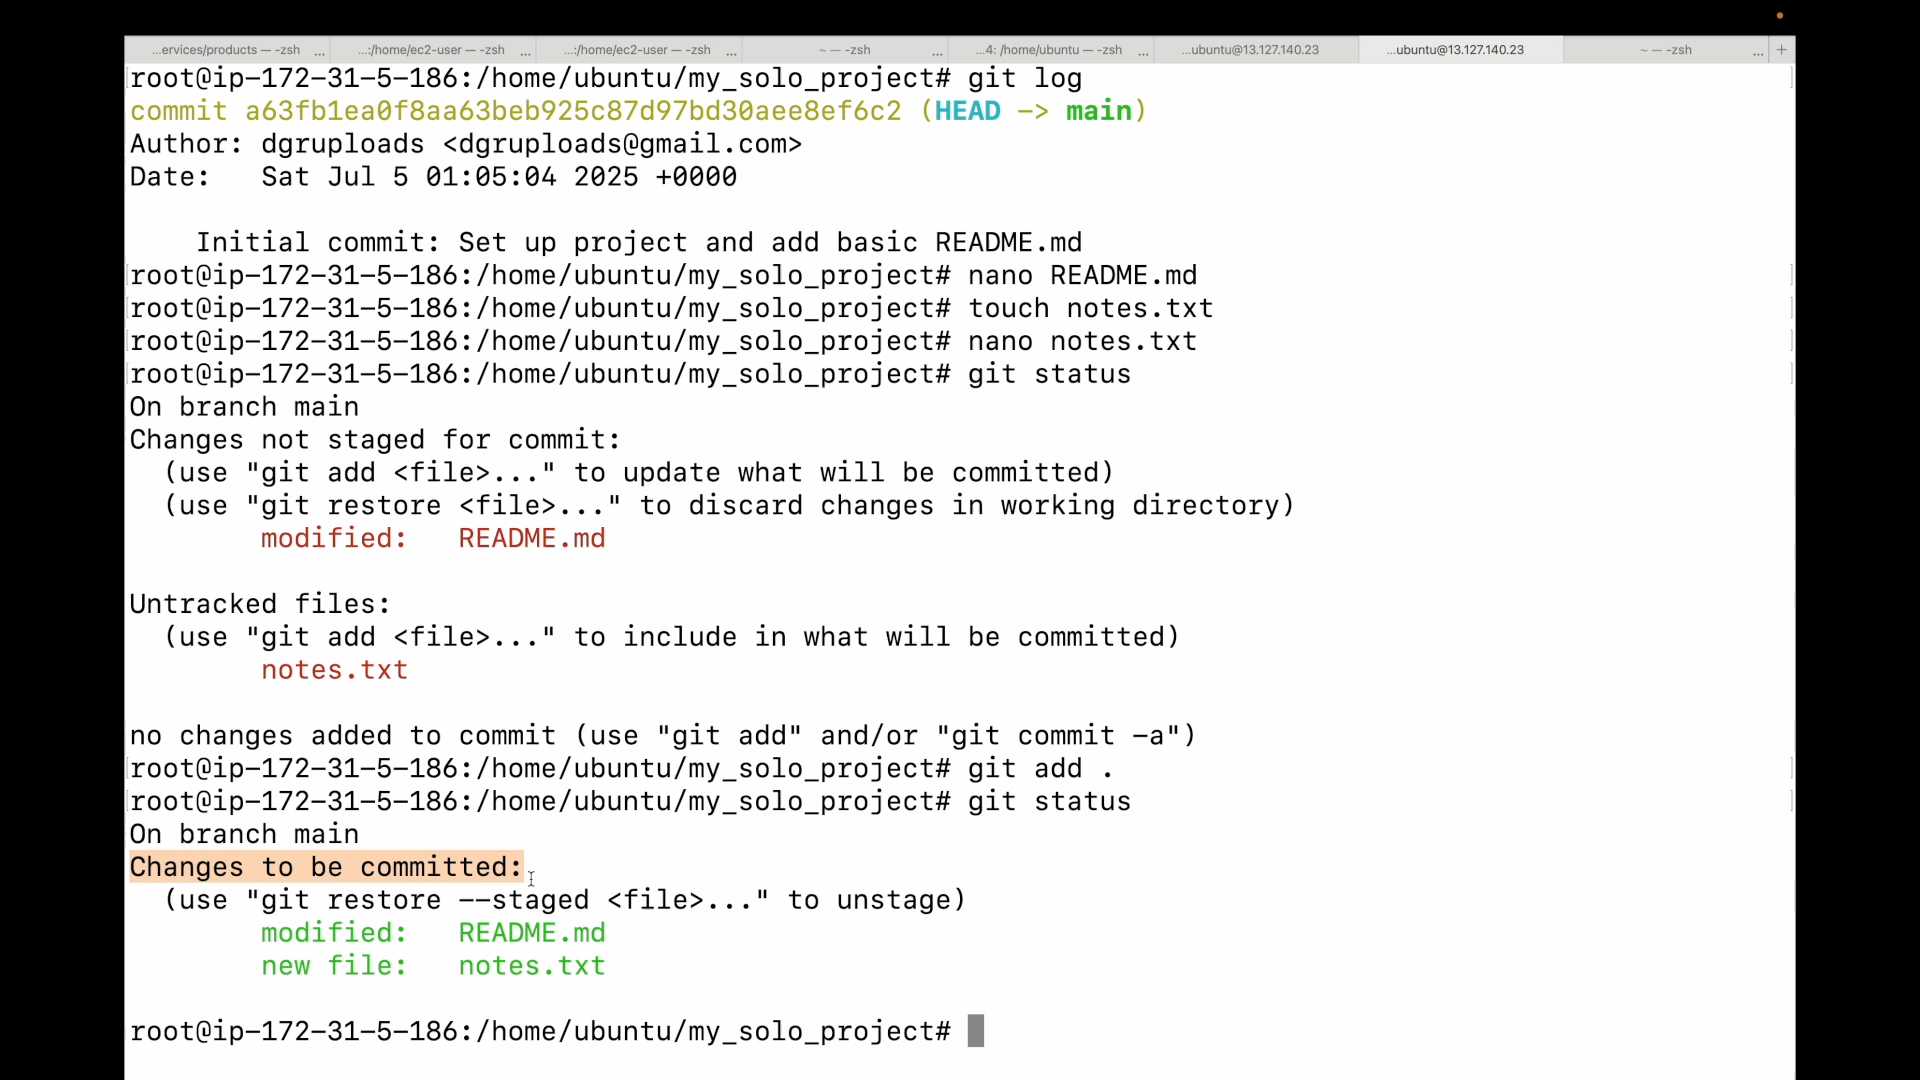 ...ervices/products — -zsh ... ...:/home/ec2-user — -zsh ... ...:/home/ec2-user — -zsh ... ~ — -zsh ... ...4: /home/ubuntu — -zsh ... ...ubuntu@13.127.140.23 ...ubuntu@13.127.140.23 ~ — -zsh ... +
root@ip-172-31-5-186:/home/ubuntu/my_solo_project# git log
commit a63fb1ea0f8aa63beb925c87d97bd30aee8ef6c2 (HEAD -> main)
Author: dgruploads <dgruploads@gmail.com>
Date:   Sat Jul 5 01:05:04 2025 +0000
    Initial commit: Set up project and add basic README.md
root@ip-172-31-5-186:/home/ubuntu/my_solo_project# nano README.md
root@ip-172-31-5-186:/home/ubuntu/my_solo_project# touch notes.txt
root@ip-172-31-5-186:/home/ubuntu/my_solo_project# nano notes.txt
root@ip-172-31-5-186:/home/ubuntu/my_solo_project# git status
On branch main
Changes not staged for commit:
  (use "git add <file>..." to update what will be committed)
  (use "git restore <file>..." to discard changes in working directory)
        modified:   README.md
Untracked files:
  (use "git add <file>..." to include in what will be committed)
        notes.txt
no changes added to commit (use "git add" and/or "git commit -a")
root@ip-172-31-5-186:/home/ubuntu/my_solo_project# git add .
root@ip-172-31-5-186:/home/ubuntu/my_solo_project# git status
On branch main
Changes to be committed:
  (use "git restore --staged <file>..." to unstage)
        modified:   README.md
        new file:   notes.txt
root@ip-172-31-5-186:/home/ubuntu/my_solo_project#